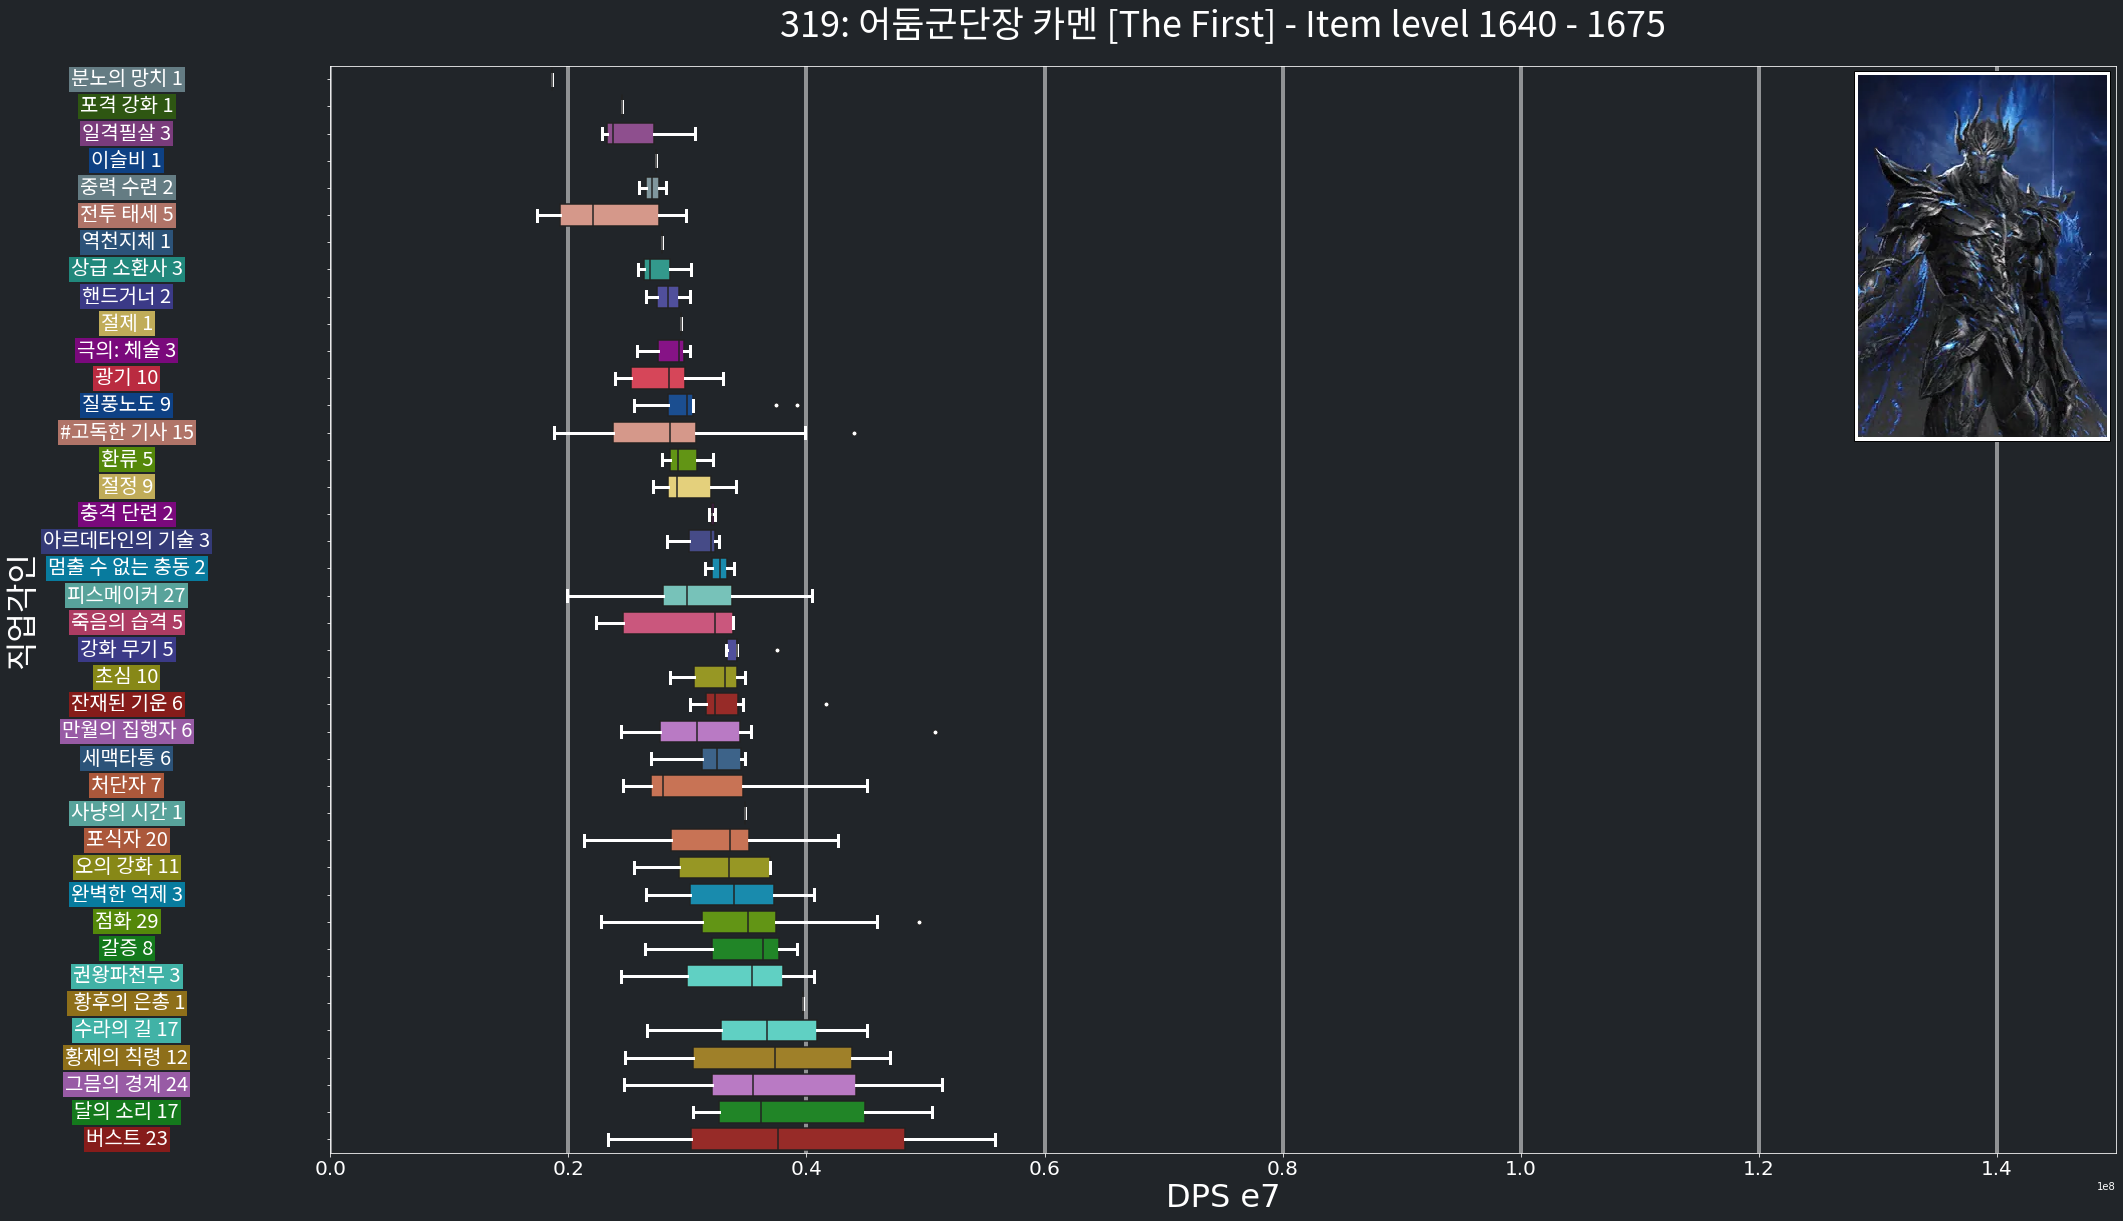 319: 어둠군단장 카멘 [The First] - Item level 1640 - 1675
직업각인
분노의 망치 1
포격 강화 1
일격필살 3
이슬비 1
중력 수련 2
전투 태세 5
역천지체 1
상급 소환사 3
핸드거너 2
절제 1
극의: 체술 3
광기 10
질풍노도 9
#고독한 기사 15
환류 5
절정 9
충격 단련 2
아르데타인의 기술 3
멈출 수 없는 충동 2
피스메이커 27
죽음의 습격 5
강화 무기 5
초심 10
잔재된 기운 6
만월의 집행자 6
세맥타통 6
처단자 7
사냥의 시간 1
포식자 20
오의 강화 11
완벽한 억제 3
점화 29
갈증 8
권왕파천무 3
황후의 은총 1
수라의 길 17
황제의 칙령 12
그믐의 경계 24
달의 소리 17
버스트 23
0.0 0.2 0.4 0.6 0.8 1.0 1.2 1.4
1e8
DPS e7